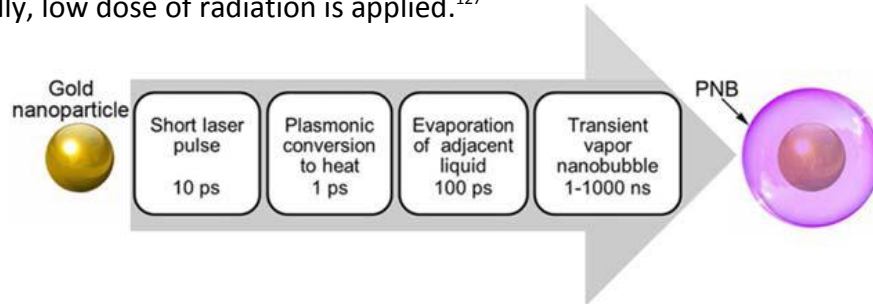 lly, low dose of radiation is applied.127
Gold
nanoparticle
Short laser
pulse
10 ps
Plasmonic
conversion
to heat
1 ps
Evaporation
of adjacent
liquid
100 ps
Transient
vapor
nanobubble
1-1000 ns
PNB